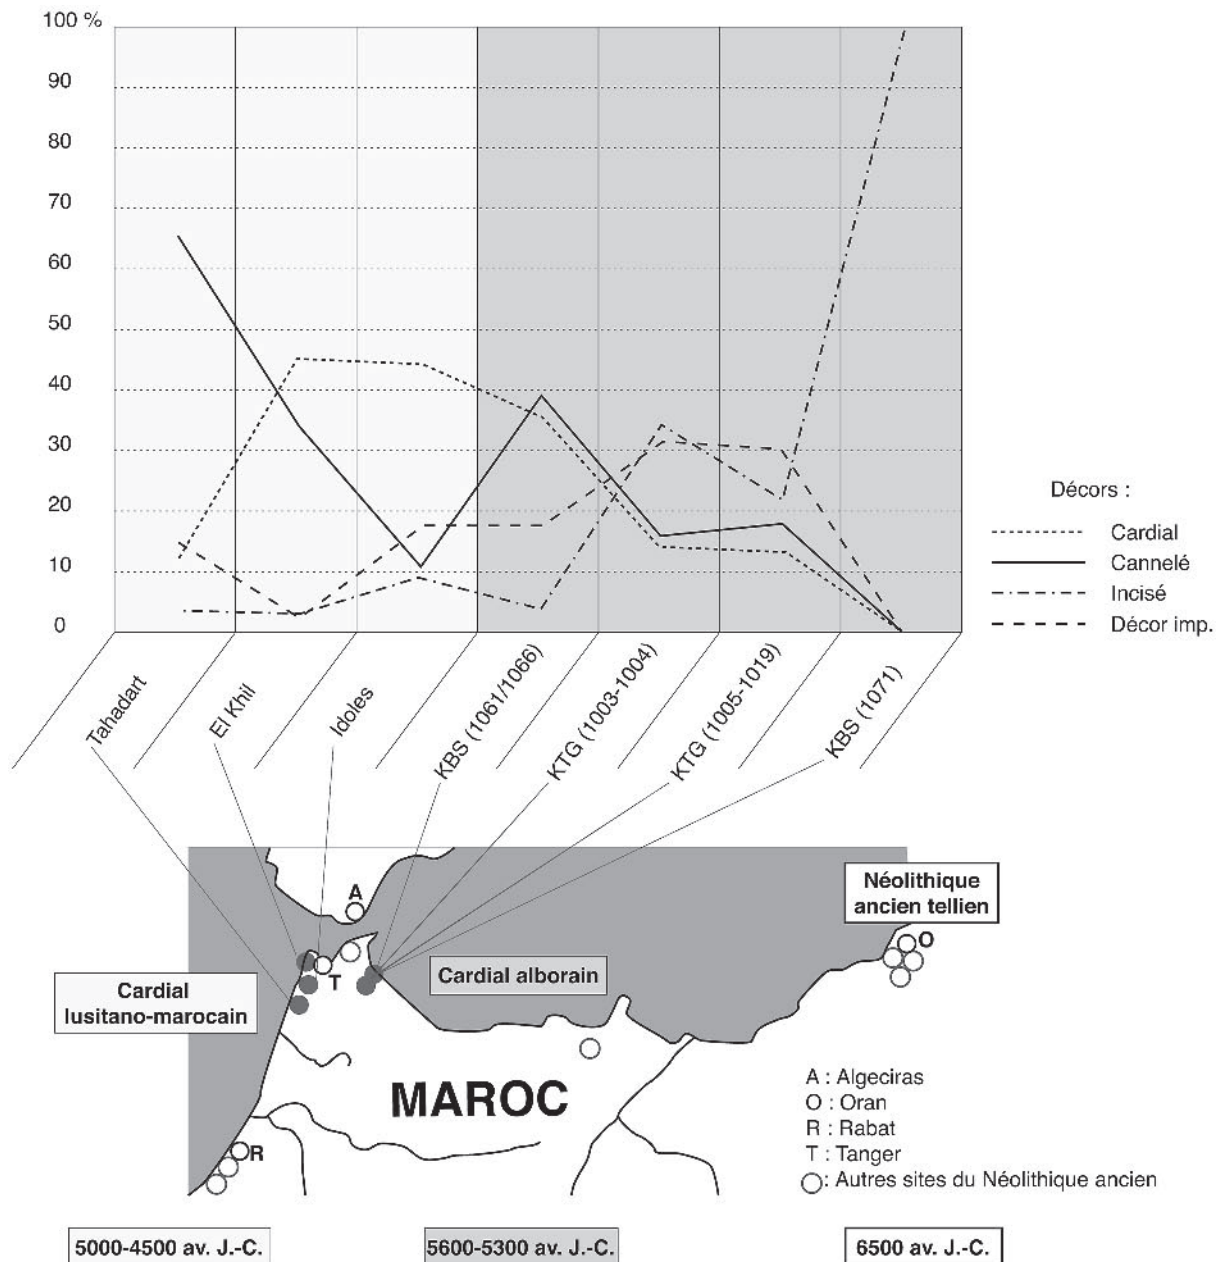 100 %
90
80
70
60
50
40
30
20
10
0
Décors :
Cardial
Cannelé
Incisé
Décor imp.
Tahadart
El Khil
Idoles
KBS (1061/1066)
KTG (1003-1004)
KTG (1005-1019)
KBS (1071)
A
Néolithique
ancien tellien
O
T
Cardial alborain
Cardial
lusitano-marocain
MAROC
R
A : Algeciras
O : Oran
R : Rabat
T : Tanger
: Autres sites du Néolithique ancien
5000-4500 av. J.-C.
5600-5300 av. J.-C.
6500 av. J.-C.